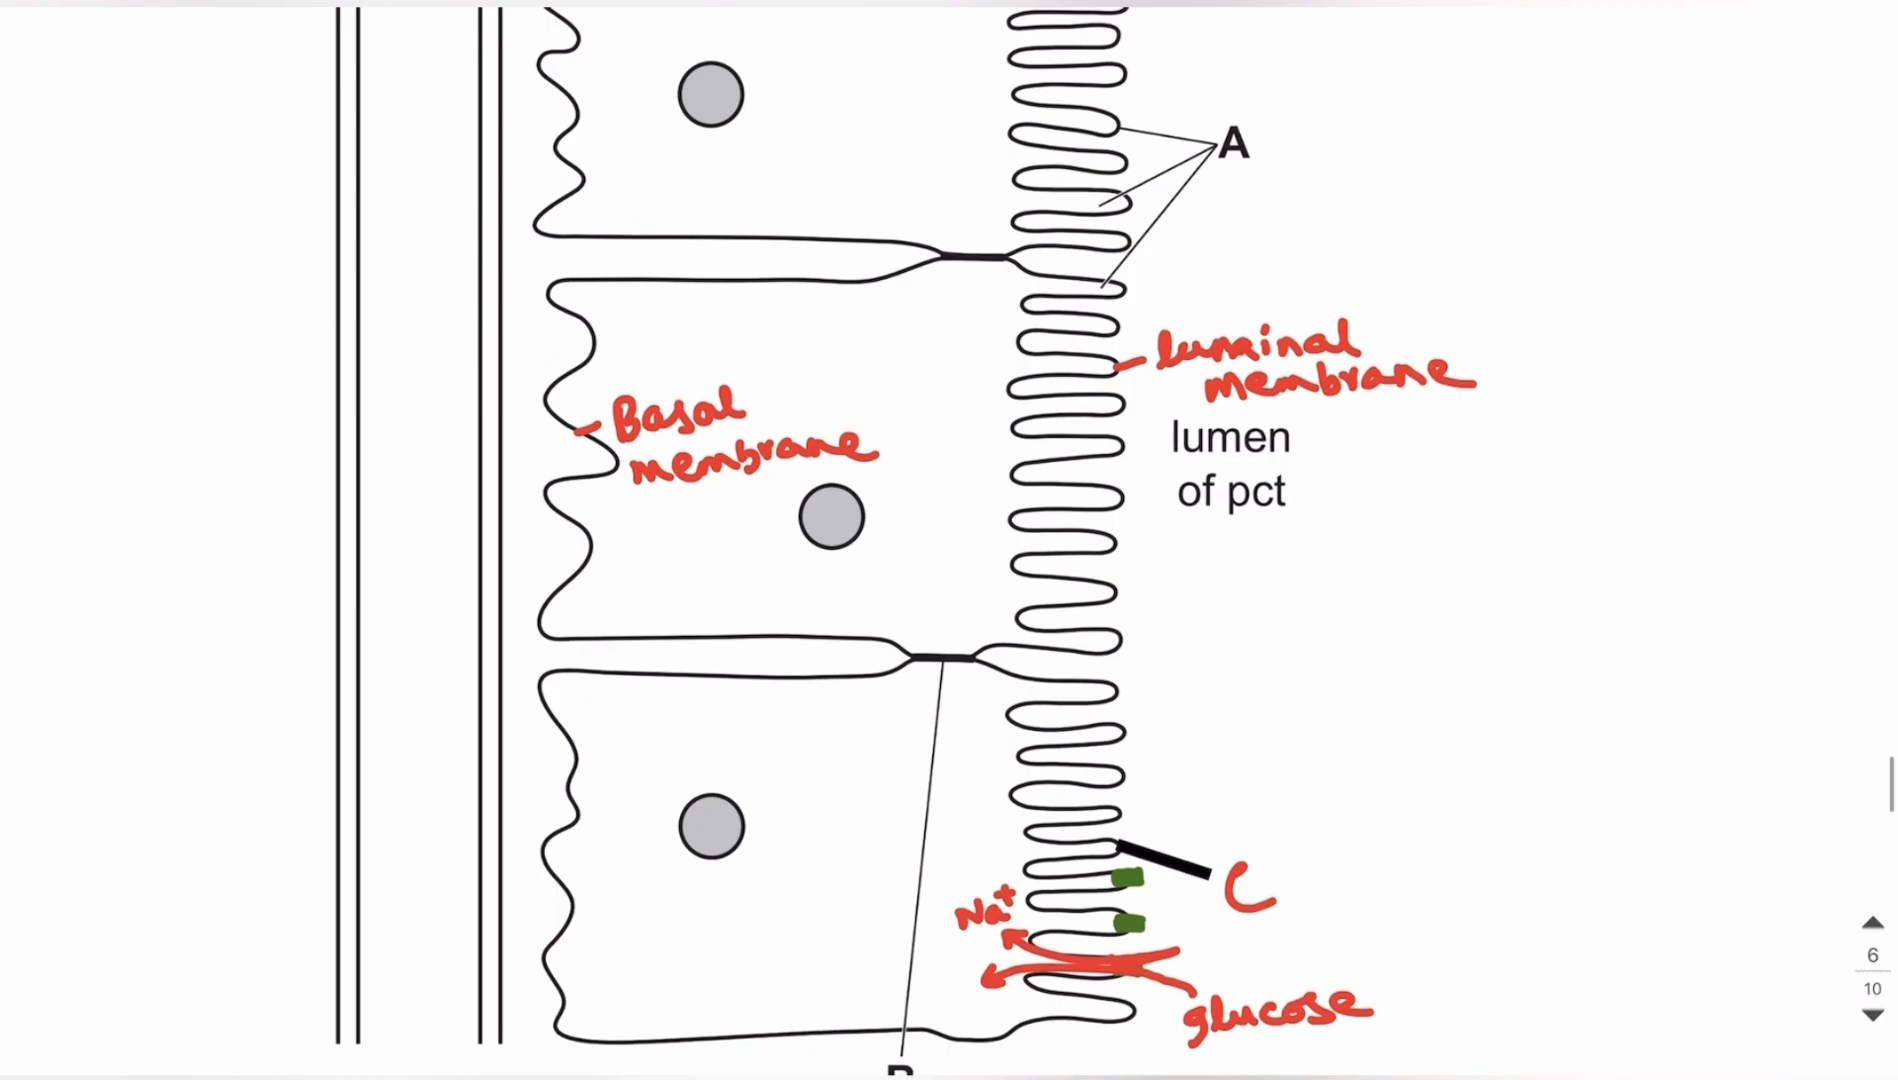 A
luminal
membrane
Basal
membrane
lumen
of pct
C
Na+
glucose
6
10